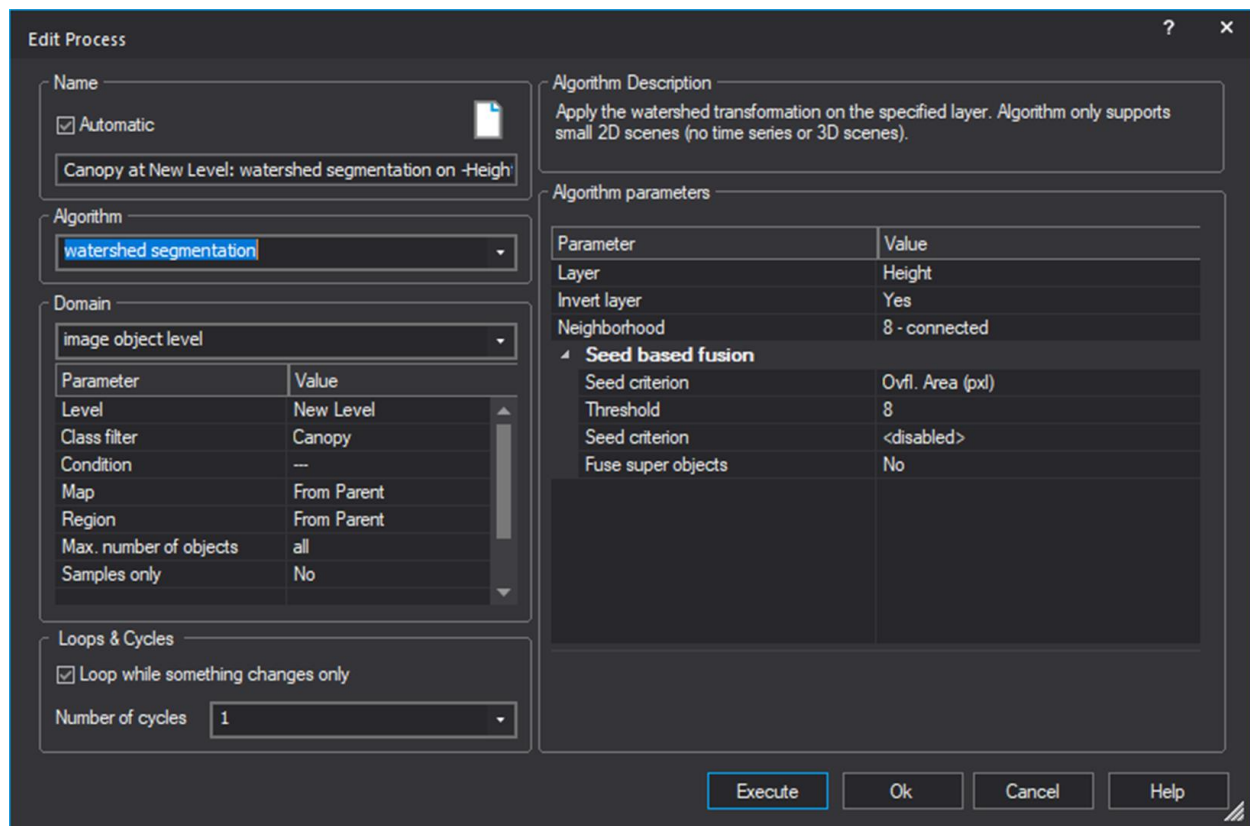 Edit Process
?
Name
Automatic
Canopy at New Level: watershed segmentation on -Heigh
Algorithm
watershed segmentation
Domain
image object level
Parameter Value
Level New Level
Class filter Canopy
Condition ---
Map From Parent
Region From Parent
Max. number of objects all
Samples only No
Loops & Cycles
Loop while something changes only
Number of cycles 1
Algorithm Description
Apply the watershed transformation on the specified layer. Algorithm only supports
small 2D scenes (no time series or 3D scenes).
Algorithm parameters
Parameter Value
Layer Height
Invert layer Yes
Neighborhood 8 - connected
Seed based fusion
Seed criterion Ovfl. Area (pxl)
Threshold 8
Seed criterion <disabled>
Fuse super objects No
Execute Ok Cancel Help